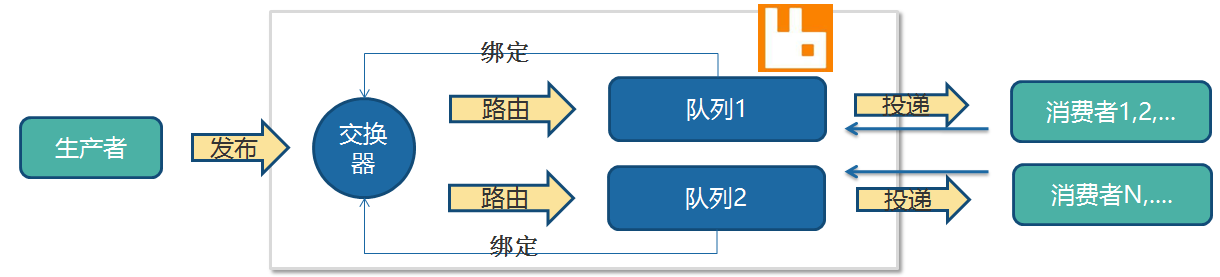 绑定
路由
队列1
投递
消费者1,2,...
生产者
发布
交换
器
路由
队列2
投递
消费者N,....
绑定